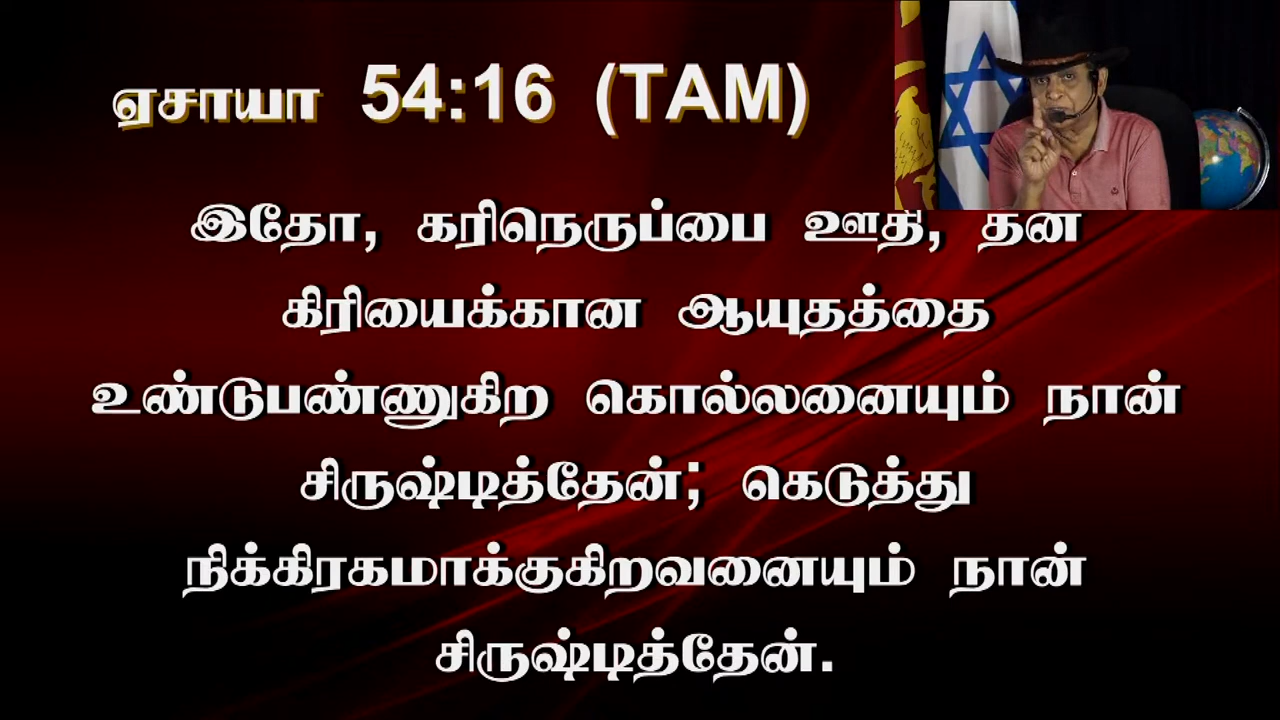 ஏசாயா 54:16 (TAM)
இதோ, கரிநெருப்பை ஊதி, தன்
கிரியைக்கான ஆயுதத்தை
உண்டுபண்ணுகிற கொல்லனையும் நான்
சிருஷ்டித்தேன்; கெடுத்து
நிக்கிரகமாக்குகிறவனையும் நான்
சிருஷ்டித்தேன்.